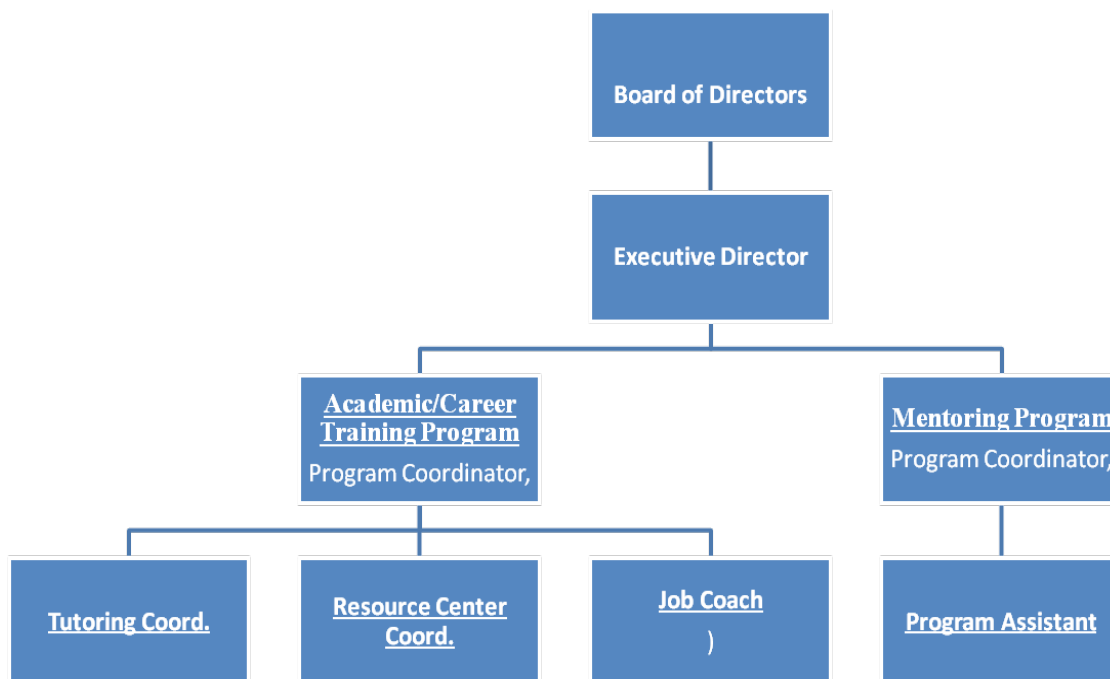 Board of Directors
Executive Director
Academic/Career
Training Program
Program Coordinator,
Mentoring Program
Program Coordinator,
Tutoring Coord.
Resource Center
Coord.
Job Coach
)
Program Assistant